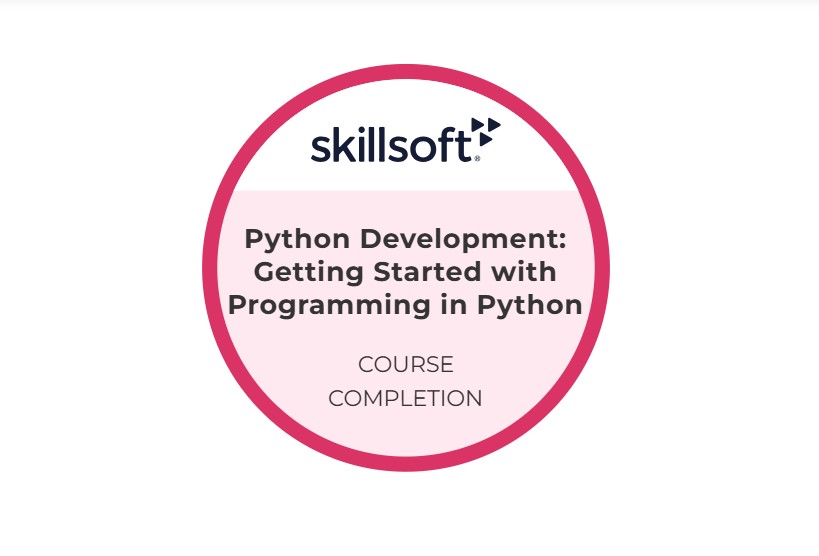 skillsoft®
Python Development:
Getting Started with
Programming in Python
COURSE
COMPLETION